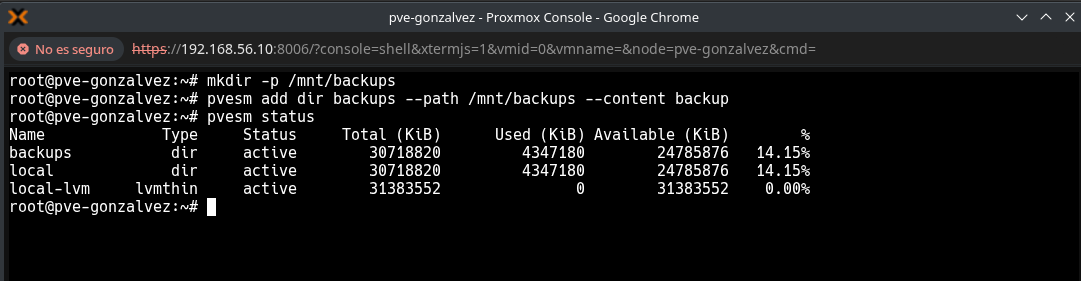 pve-gonzalvez - Proxmox Console - Google Chrome
No es seguro https://192.168.56.10:8006/?console=shell&xtermjs=1&vmid=0&vmname=&node=pve-gonzalvez&cmd=
root@pve-gonzalvez:~# mkdir -p /mnt/backups
root@pve-gonzalvez:~# pvesm add dir backups --path /mnt/backups --content backup
root@pve-gonzalvez:~# pvesm status
Name Type Status Total (KiB) Used (KiB) Available (KiB) %
backups dir active 30718820 4347180 24785876 14.15%
local dir active 30718820 4347180 24785876 14.15%
local-lvm lvmthin active 31383552 0 31383552 0.00%
root@pve-gonzalvez:~#